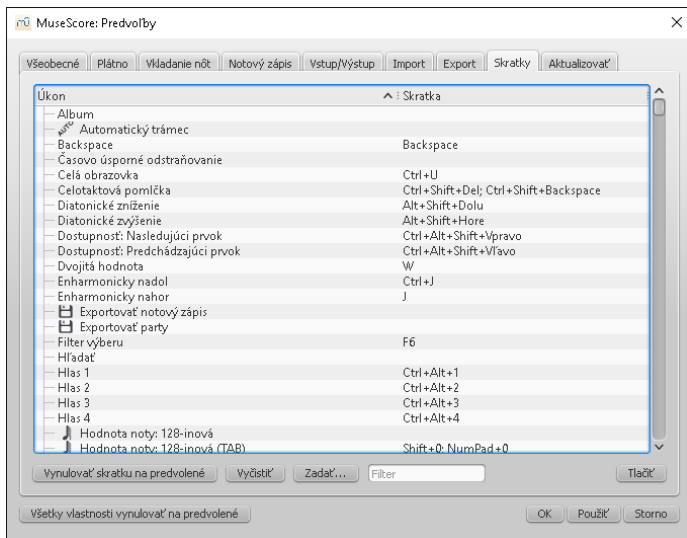 MuseScore: Predvoľby
Všeobecné Plátno Vkladanie nôt Notový zápis Vstup/Výstup Import Export Skratky Aktualizovať
Úkon Skratka
Album
AUTO Automatický trámec
Backspace Backspace
Časovo úsporné odstraňovanie
Celá obrazovka Ctrl+U
Celotaktová pomlčka Ctrl+Shift+Del; Ctrl+Shift+Backspace
Diatonické zníženie Alt+Shift+Dolu
Diatonické zvýšenie Alt+Shift+Hore
Dostupnosť: Nasledujúci prvok Ctrl+Alt+Shift+Vpravo
Dostupnosť: Predchádzajúci prvok Ctrl+Alt+Shift+Vľavo
Dvojitá hodnota W
Enharmonicky nadol Ctrl+J
Enharmonicky nahor J
Exportovať notový zápis
Exportovať party
Filter výberu F6
Hľadať
Hlas 1 Ctrl+Alt+1
Hlas 2 Ctrl+Alt+2
Hlas 3 Ctrl+Alt+3
Hlas 4 Ctrl+Alt+4
Hodnota noty: 128-inová
Hodnota noty: 128-inová (TAB) Shift+0; NumPad+0
Vynulovať skratku na predvolené Vyčistiť Zadať... Filter Tlačiť
Všetky vlastnosti vynulovať na predvolené OK Použiť Storno